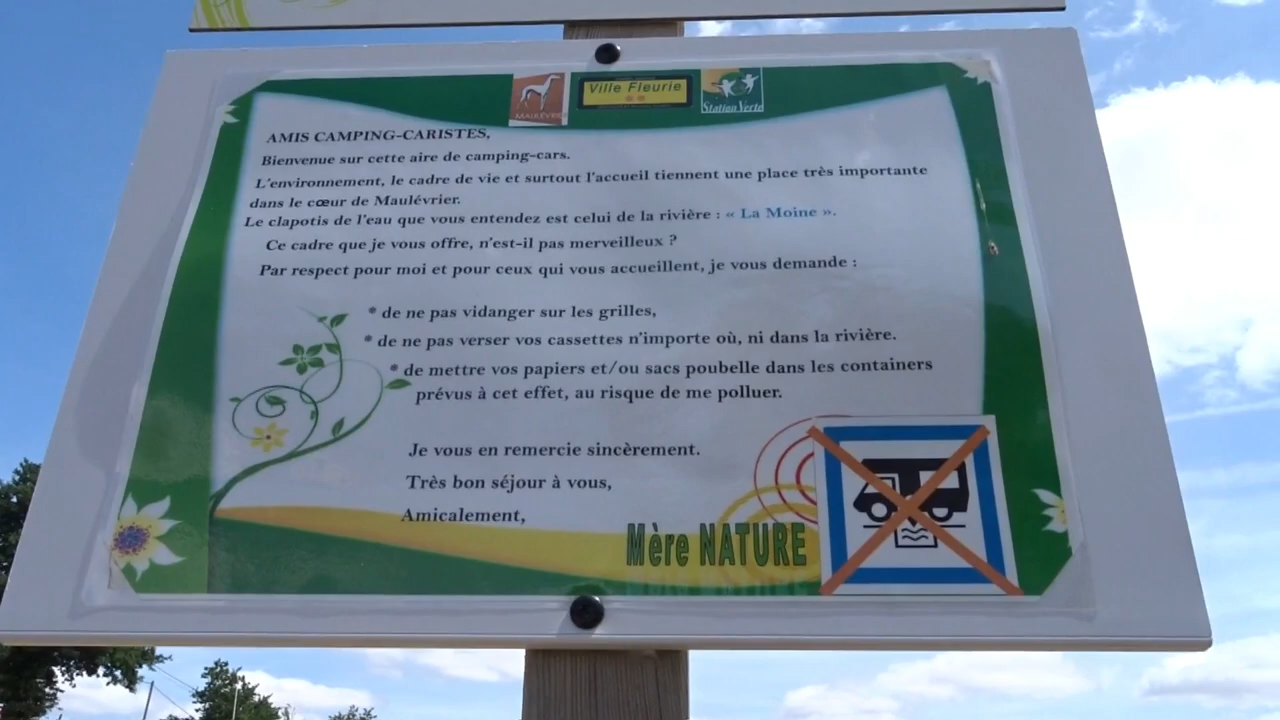 MAULÉVRIER
Ville Fleurie
Station Verte
AMIS CAMPING-CARISTES,
Bienvenue sur cette aire de camping-cars.
L'environnement, le cadre de vie et surtout l'accueil tiennent une place très importante
dans le cœur de Maulévrier.
Le clapotis de l'eau que vous entendez est celui de la rivière : « La Moine ».
Ce cadre que je vous offre, n'est-il pas merveilleux ?
Par respect pour moi et pour ceux qui vous accueillent, je vous demande :
* de ne pas vidanger sur les grilles,
* de ne pas verser vos cassettes n'importe où, ni dans la rivière.
* de mettre vos papiers et/ou sacs poubelle dans les containers
prévus à cet effet, au risque de me polluer.
Je vous en remercie sincèrement.
Très bon séjour à vous,
Amicalement,
Mère NATURE